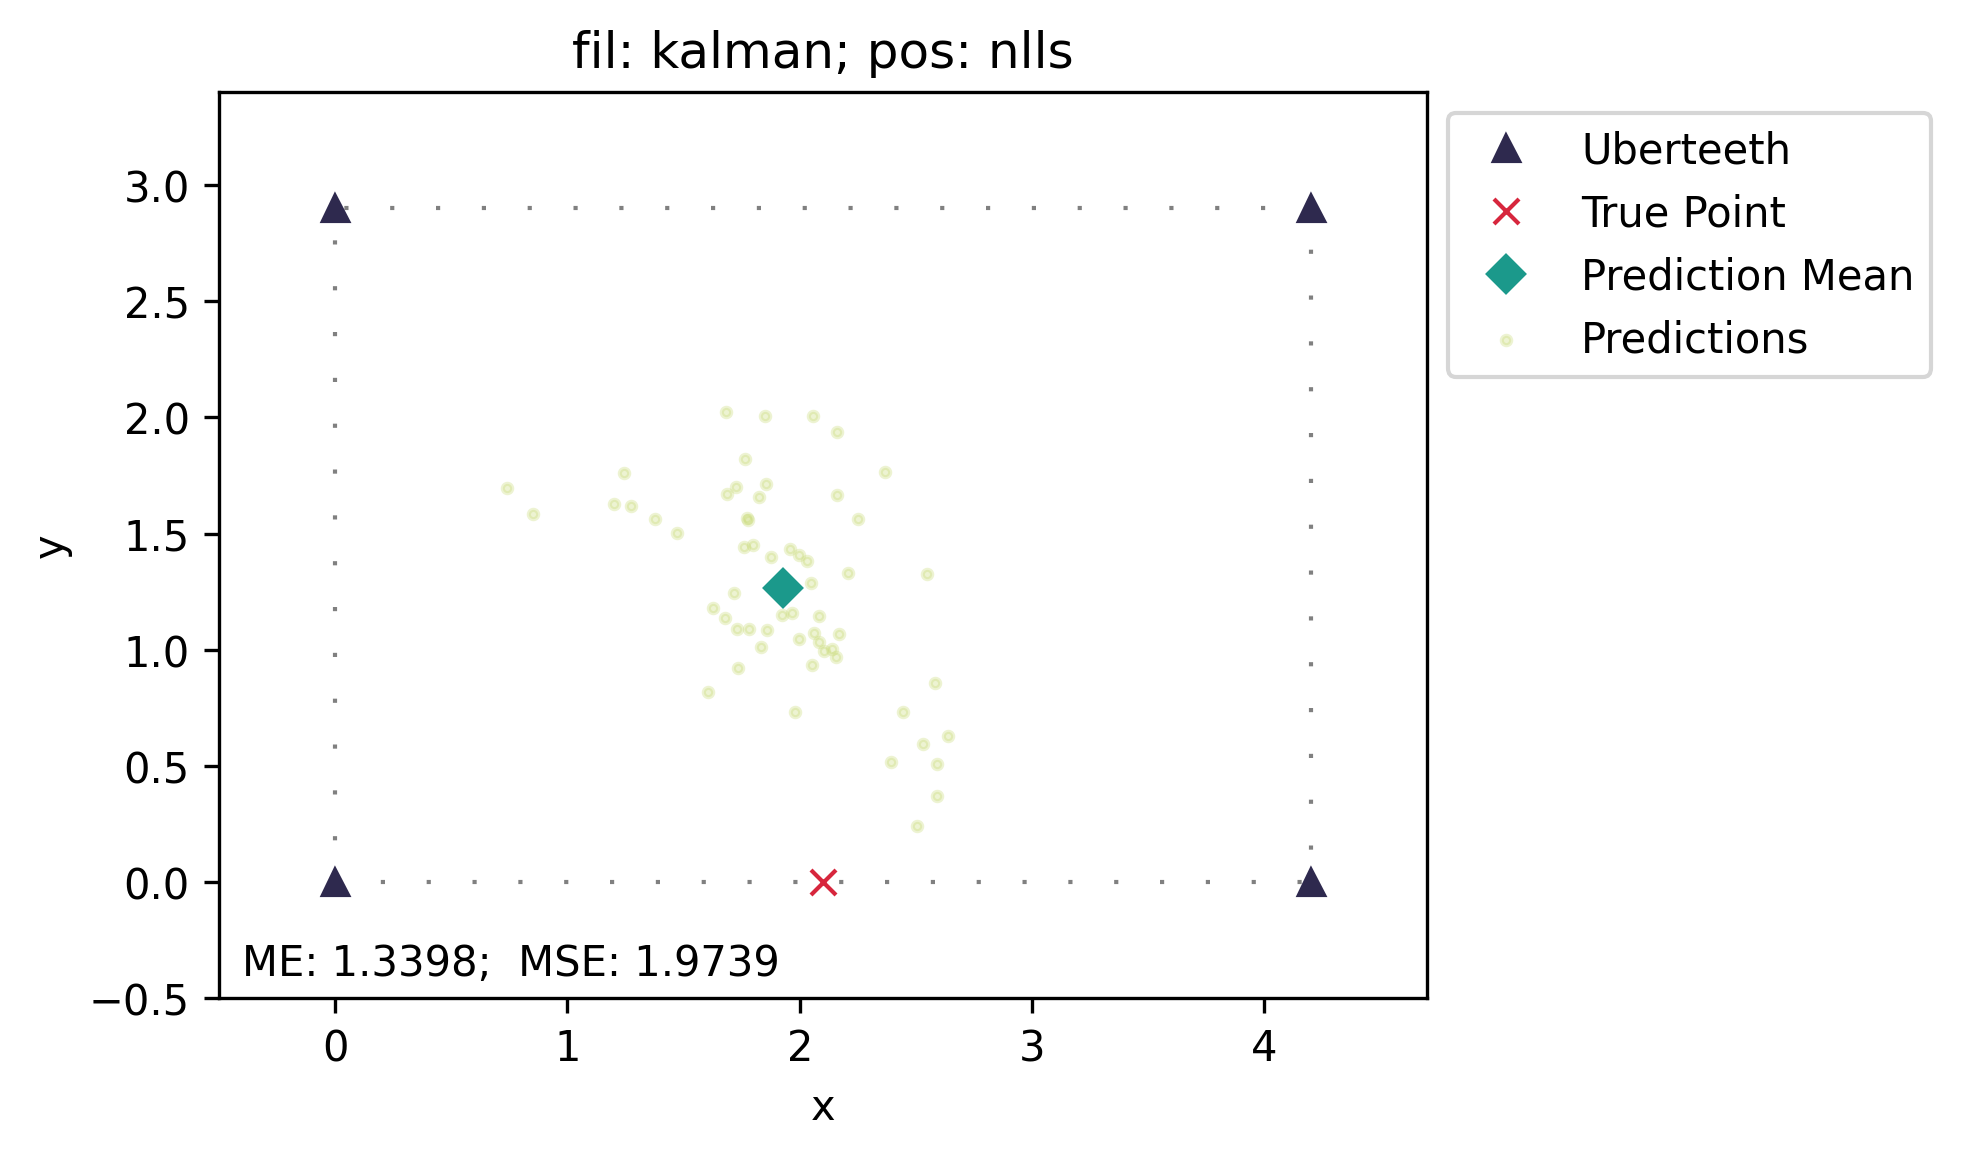 fil: kalman; pos: nlls
Uberteeth
True Point
Prediction Mean
Predictions
y
3.0
2.5
2.0
1.5
1.0
0.5
0.0
−0.5
ME: 1.3398;  MSE: 1.9739
0 1 2 3 4
x